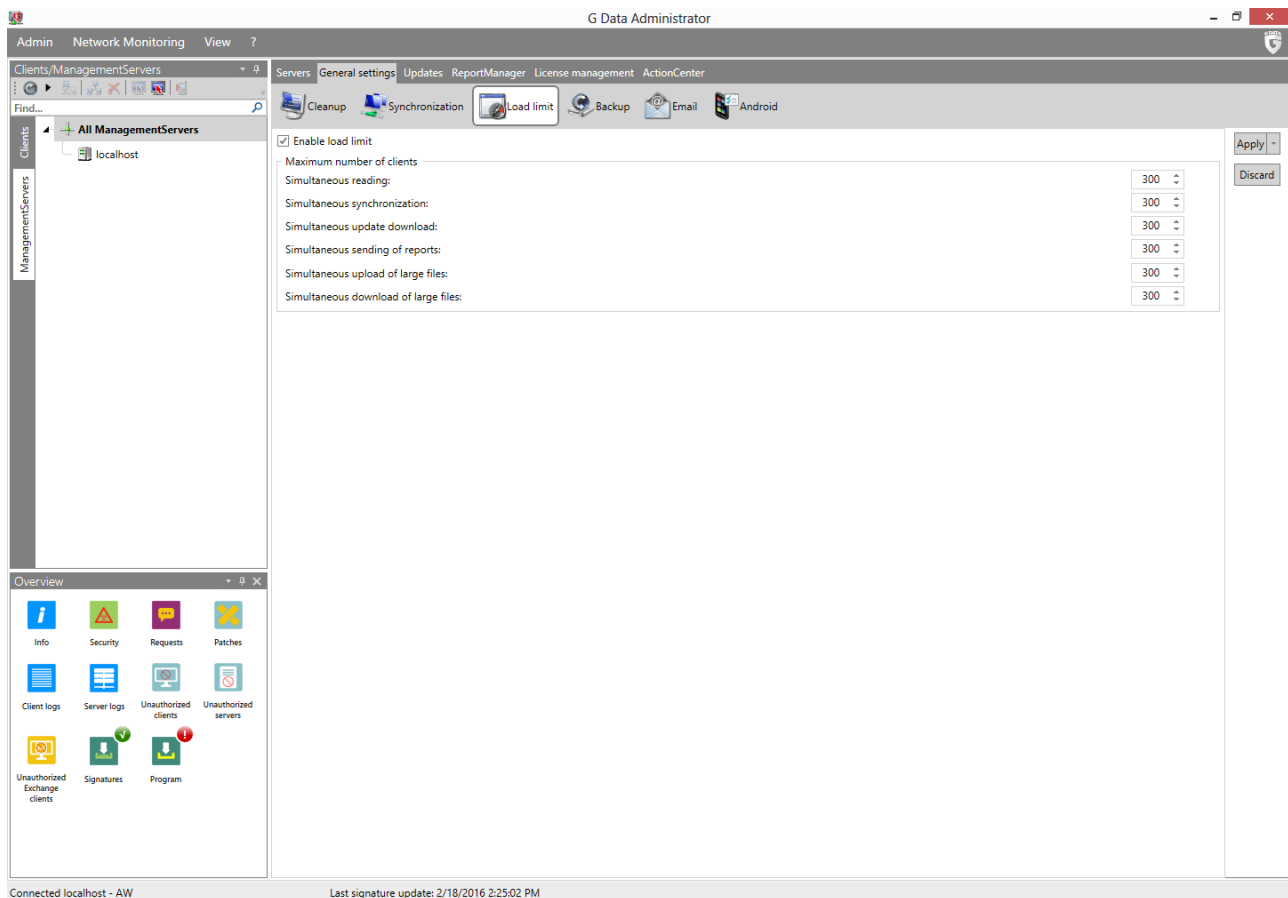 G Data Administrator
Admin Network Monitoring View ?
G DATA
Clients/ManagementServers
Find...
Clients
ManagementServers
All ManagementServers
localhost
Servers General settings Updates ReportManager License management ActionCenter
Cleanup Synchronization Load limit Backup Email Android
Enable load limit
Maximum number of clients
Simultaneous reading: 300
Simultaneous synchronization: 300
Simultaneous update download: 300
Simultaneous sending of reports: 300
Simultaneous upload of large files: 300
Simultaneous download of large files: 300
Apply
Discard
Overview
Info Security Requests Patches
Client logs Server logs Unauthorized clients Unauthorized servers
Unauthorized Exchange clients Signatures Program
Connected localhost - AW Last signature update: 2/18/2016 2:25:02 PM